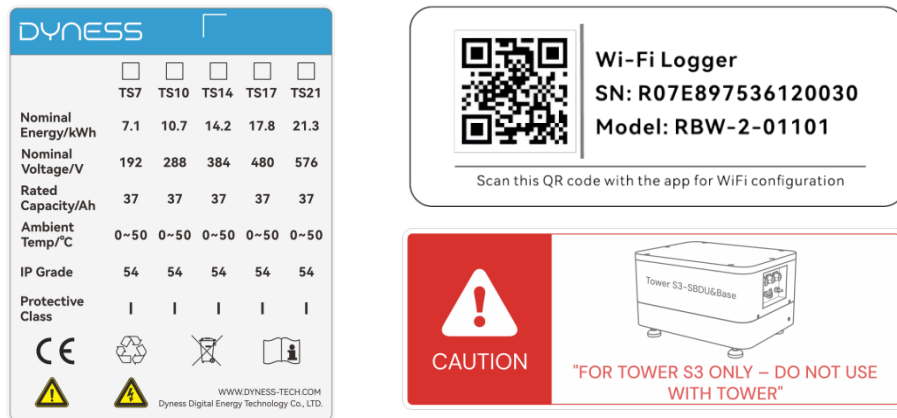 DYNESS
TS7 TS10 TS14 TS17 TS21
Nominal
Energy/kWh 7.1 10.7 14.2 17.8 21.3
Nominal
Voltage/V 192 288 384 480 576
Rated
Capacity/Ah 37 37 37 37 37
Ambient
Temp/°C 0~50 0~50 0~50 0~50 0~50
IP Grade 54 54 54 54 54
Protective
Class I I I I I
CE
WWW.DYNESS-TECH.COM
Dyness Digital Energy Technology Co., LTD.
Wi-Fi Logger
SN: R07E897536120030
Model: RBW-2-01101
Scan this QR code with the app for WiFi configuration
Tower S3-SBDU&Base
CAUTION
"FOR TOWER S3 ONLY – DO NOT USE
WITH TOWER"